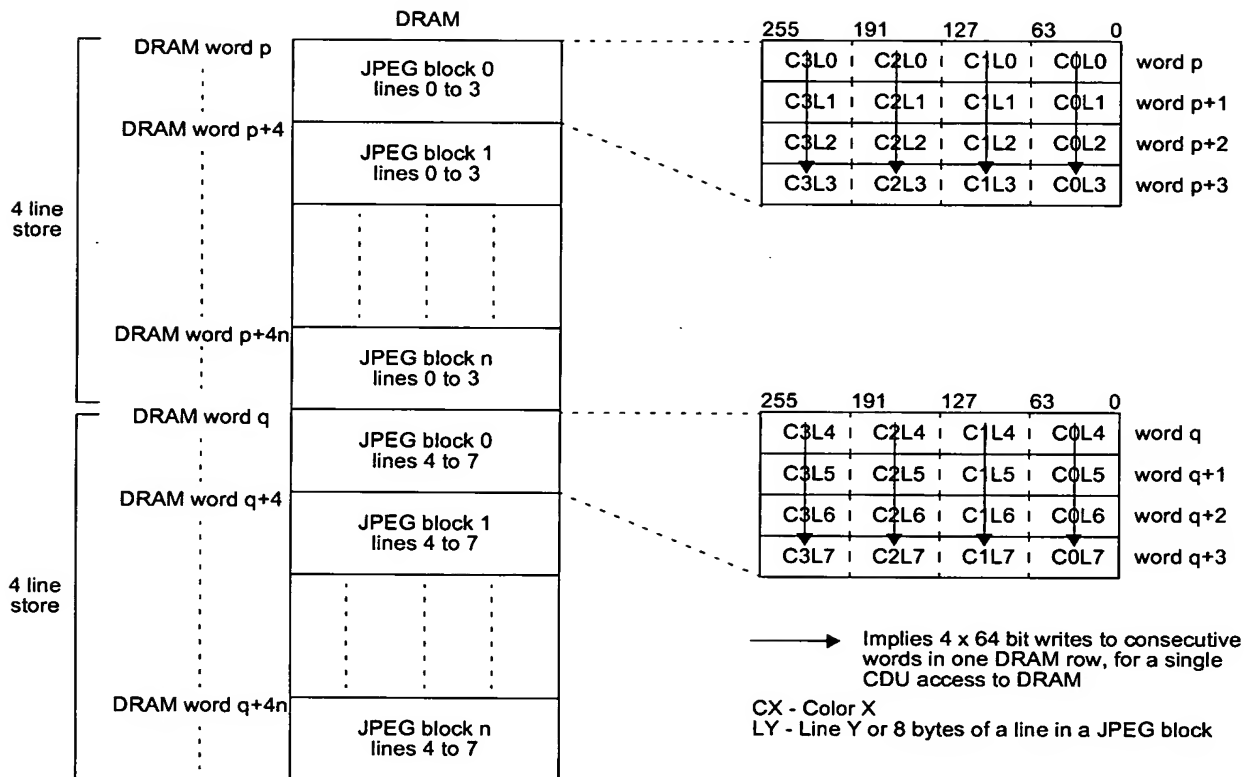 DRAM
DRAM word p
JPEG block 0
lines 0 to 3
DRAM word p+4
JPEG block 1
lines 0 to 3
4 line
store
DRAM word p+4n
JPEG block n
lines 0 to 3
DRAM word q
JPEG block 0
lines 4 to 7
DRAM word q+4
JPEG block 1
lines 4 to 7
4 line
store
DRAM word q+4n
JPEG block n
lines 4 to 7
255 191 127 63 0
C3L0 C2L0 C1L0 C0L0 word p
C3L1 C2L1 C1L1 C0L1 word p+1
C3L2 C2L2 C1L2 C0L2 word p+2
C3L3 C2L3 C1L3 C0L3 word p+3
255 191 127 63 0
C3L4 C2L4 C1L4 C0L4 word q
C3L5 C2L5 C1L5 C0L5 word q+1
C3L6 C2L6 C1L6 C0L6 word q+2
C3L7 C2L7 C1L7 C0L7 word q+3
Implies 4 x 64 bit writes to consecutive
words in one DRAM row, for a single
CDU access to DRAM
CX - Color X
LY - Line Y or 8 bytes of a line in a JPEG block